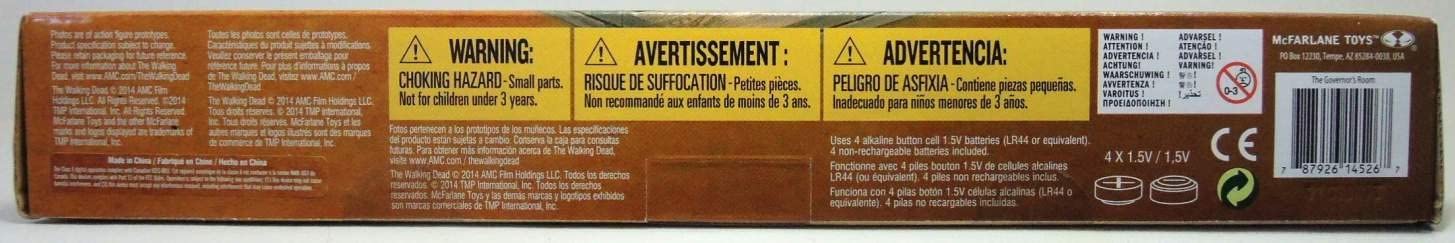 Photos are of action figure prototypes.
Product specification subject to change.
Please retain packaging for future reference.
For more information about The Walking
Dead, visit www.AMC.com/TheWalkingDead
The Walking Dead © 2014 AMC Film
Holdings LLC. All Rights Reserved. ©2014
TMP International, Inc. All Rights Reserved.
McFarlane Toys and the other McFarlane
marks and logos displayed are trademarks of
TMP International, Inc.
Toutes les photos sont celles de prototypes.
Caractéristiques du produit sujettes à modifications.
Veuillez conserver le présent emballage pour
référence future. Pour plus d'informations à propos
de The Walking Dead, visitez www.AMC.com/
TheWalkingDead
The Walking Dead © 2014 AMC Film Holdings LLC.
Tous droits réservés. © 2014 TMP International,
Inc. Tous droits réservés. McFarlane Toys et les
autres marques et logos illustrés sont des marques
de commerce de TMP International, Inc.
Made in China / Fabriqué en Chine / Hecho en China
⚠ WARNING:
CHOKING HAZARD - Small parts.
Not for children under 3 years.
⚠ AVERTISSEMENT :
RISQUE DE SUFFOCATION - Petites pièces.
Non recommandé aux enfants de moins de 3 ans.
⚠ ADVERTENCIA:
PELIGRO DE ASFIXIA - Contiene piezas pequeñas.
Inadecuado para niños menores de 3 años.
Fotos pertenecen a los prototipos de los muñecos. Las especificaciones
del producto están sujetas a cambio. Conserva la caja para consultas
futuras. Para obtener más información acerca de The Walking Dead,
visite www.AMC.com / thewalkingdead
The Walking Dead © 2014 AMC Film Holdings LLC. Todos los derechos
reservados. © 2014 TMP International, Inc. Todos los derechos
reservados. McFarlane Toys y las demás marcas y logotipos exhibidos
son marcas comerciales de TMP International, Inc.
Uses 4 alkaline button cell 1.5V batteries (LR44 or equivalent).
4 non-rechargeable batteries included.
Fonctionne avec 4 piles bouton 1.5V de cellules alcalines
LR44 (ou équivalent). 4 piles non rechargeables inclus.
Funciona con 4 pilas botón 1.5V células alcalinas (LR44 o
equivalente). 4 pilas no recargables incluidas.
WARNING !
ATTENTION !
ADVERTENCIA !
ACHTUNG!
WAARSCHUWING !
AVVERTENZA !
VAROITUS !
ΠΡΟΕΙΔΟΠΟΙΗΣΗ !
ADVARSEL !
ATENÇÃO !
ADVARSEL !
VARNING!
تحذير!
0-3
4 X 1.5V / 1,5V
CE
McFARLANE TOYS™
PO Box 12230, Tempe, AZ 85284-0038, USA
The Governor's Room
7 87926 14526 7